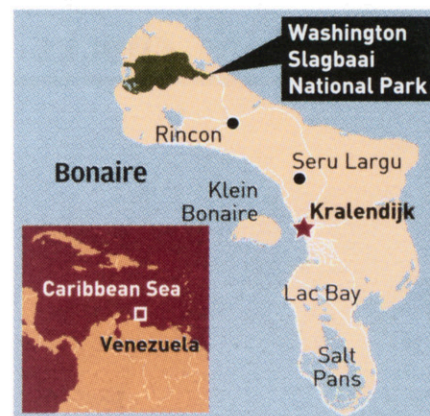 Washington
Slagbaai
National Park
Rincon
Seru Largu
Bonaire
Klein
Bonaire
Kralendijk
Caribbean Sea
Lac Bay
Venezuela
Salt
Pans